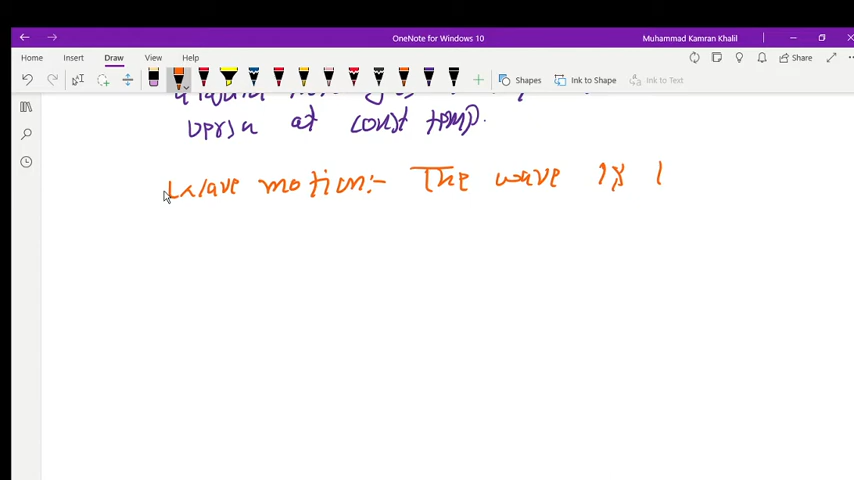 OneNote for Windows 10
Muhammad Kamran Khalil
Home Insert Draw View Help
Share
Shapes Ink to Shape Ink to Text
at const temp.
Wave motion:- The wave is